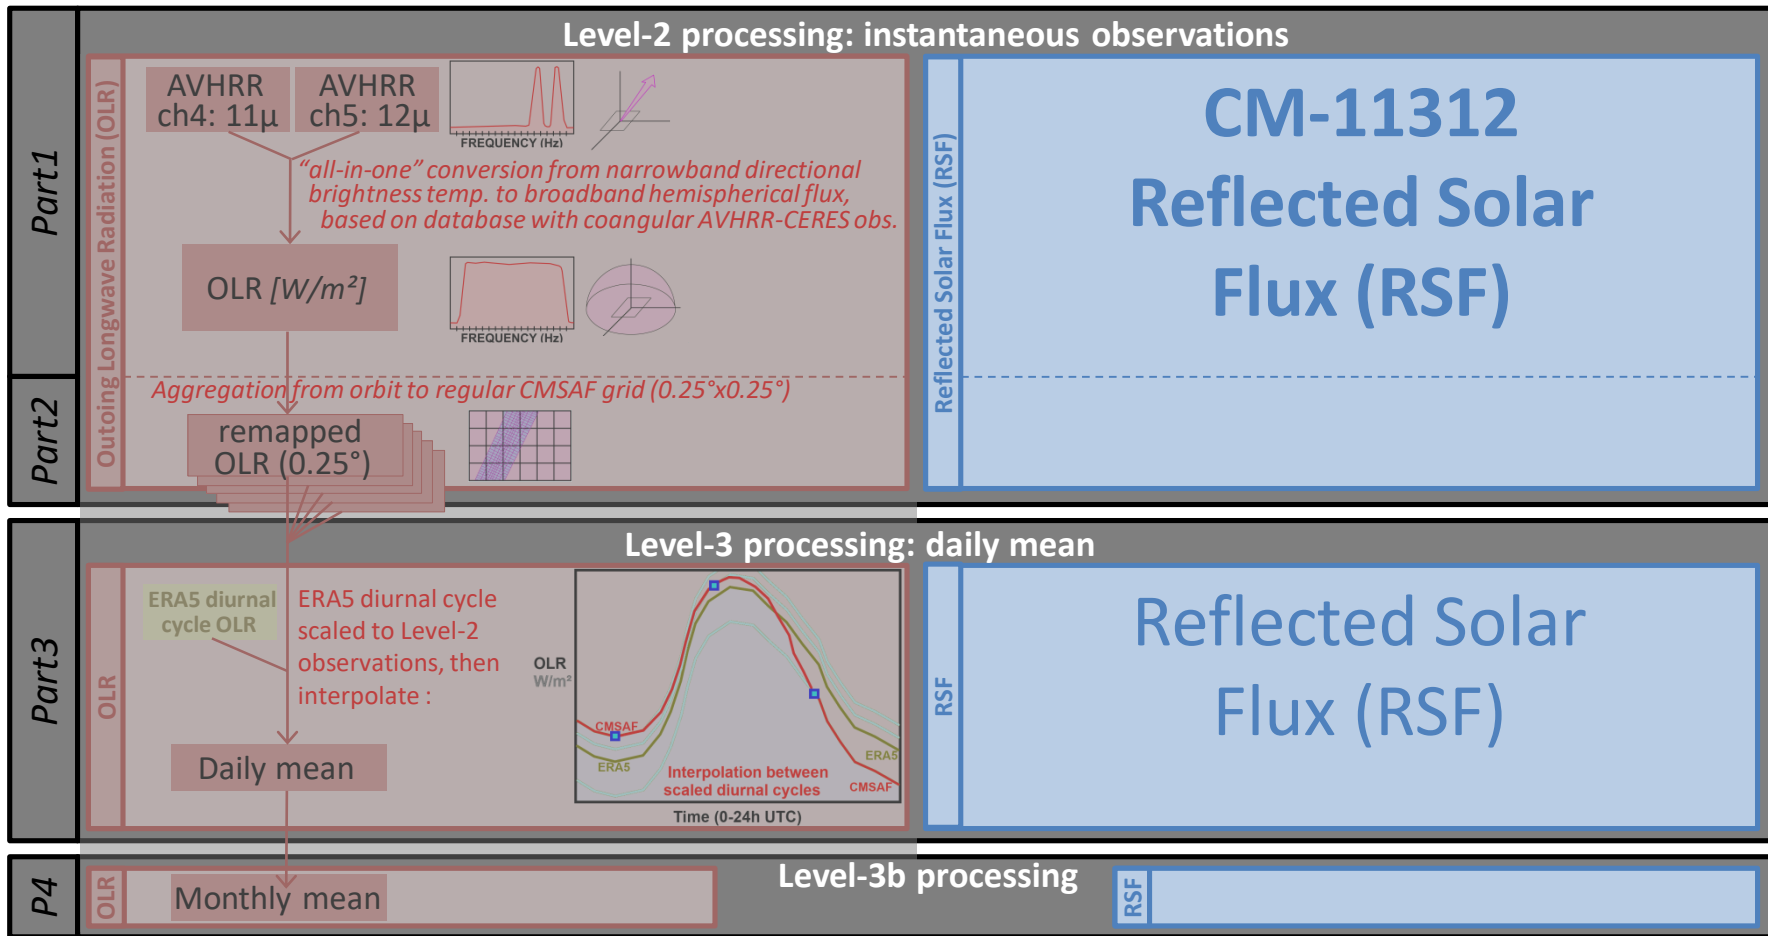 Level-2 processing: instantaneous observations
Part1
Outoing Longwave Radiation (OLR)
AVHRR
ch4: 11µ
AVHRR
ch5: 12µ
FREQUENCY (Hz)
"all-in-one" conversion from narrowband directional
brightness temp. to broadband hemispherical flux,
based on database with coangular AVHRR-CERES obs.
OLR [W/m²]
FREQUENCY (Hz)
Reflected Solar Flux (RSF)
CM-11312
Reflected Solar
Flux (RSF)
Part2
Aggregation from orbit to regular CMSAF grid (0.25°x0.25°)
remapped
OLR (0.25°)
Level-3 processing: daily mean
Part3
OLR
ERA5 diurnal
cycle OLR
ERA5 diurnal cycle
scaled to Level-2
observations, then
interpolate :
Daily mean
OLR
W/m²
CMSAF
ERA5
ERA5
CMSAF
Interpolation between
scaled diurnal cycles
Time (0-24h UTC)
RSF
Reflected Solar
Flux (RSF)
Level-3b processing
P4
OLR
Monthly mean
RSF